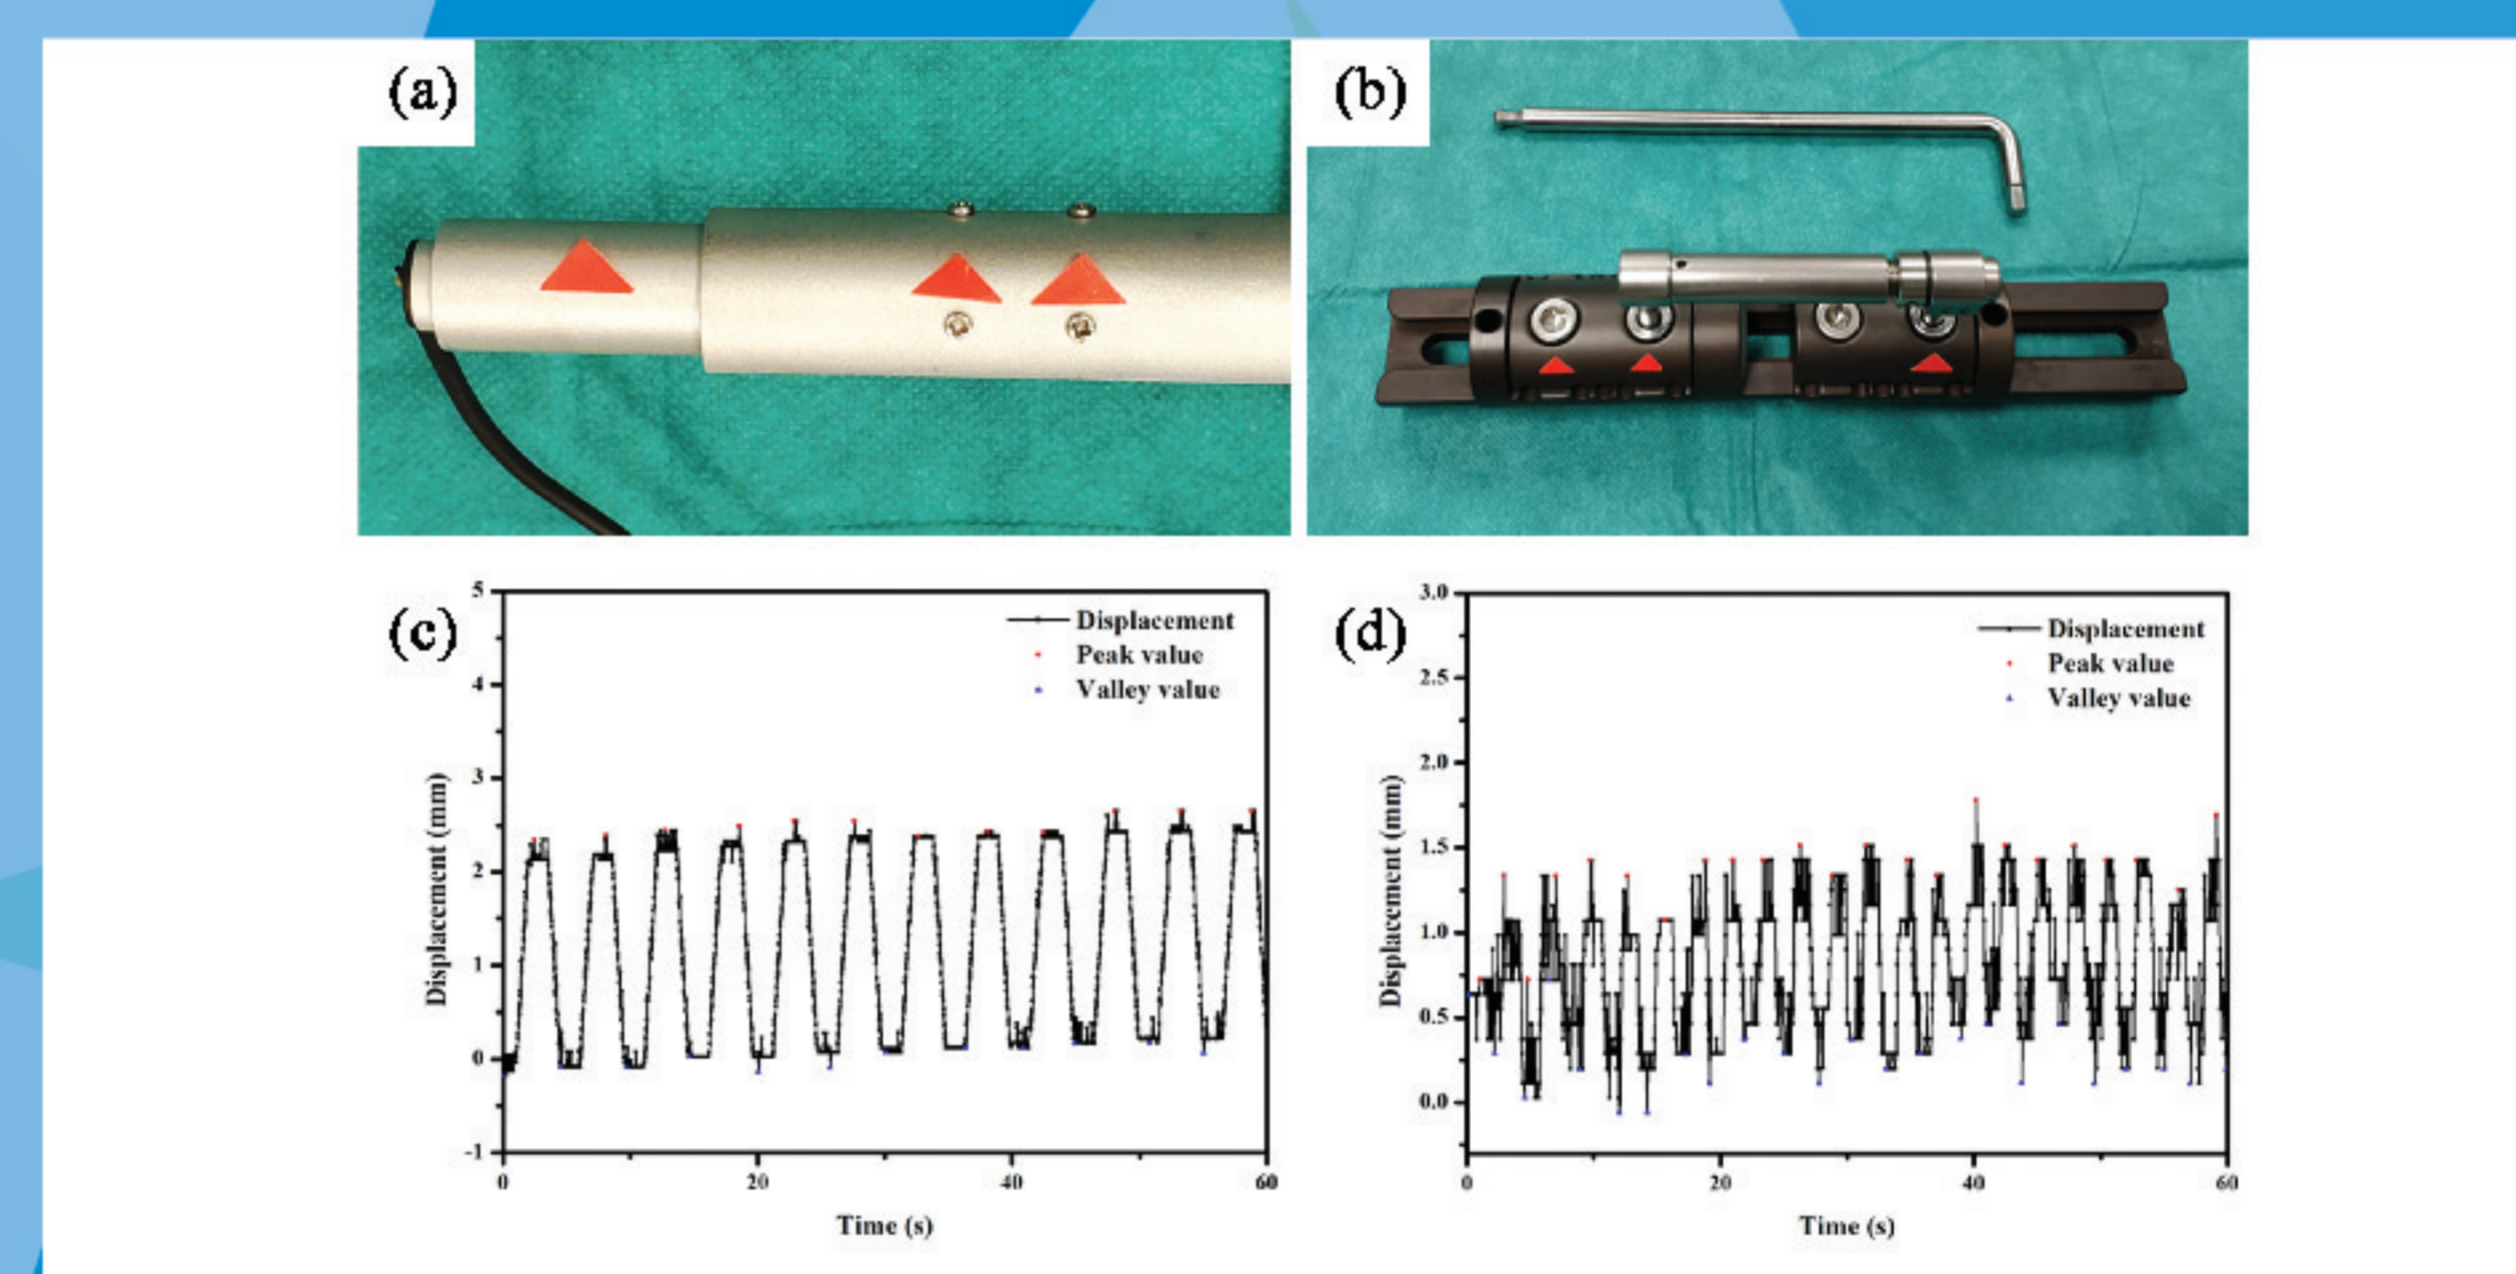 (a)
(b)
(c)
5
4
3
2
1
0
-1
Displacement (mm)
Displacement
Peak value
Valley value
0
20
40
60
Time (s)
(d)
3.0
2.5
2.0
1.5
1.0
0.5
0.0
Displacement (mm)
Displacement
Peak value
Valley value
0
20
40
60
Time (s)